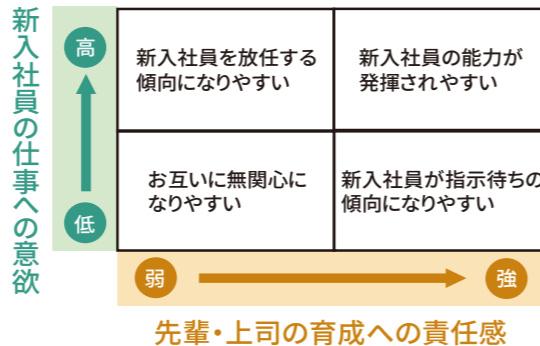 新入社員の仕事への意欲
高
低
新入社員を放任する
傾向になりやすい
新入社員の能力が
発揮されやすい
お互いに無関心に
なりやすい
新入社員が指示待ちの
傾向になりやすい
弱
強
先輩・上司の育成への責任感